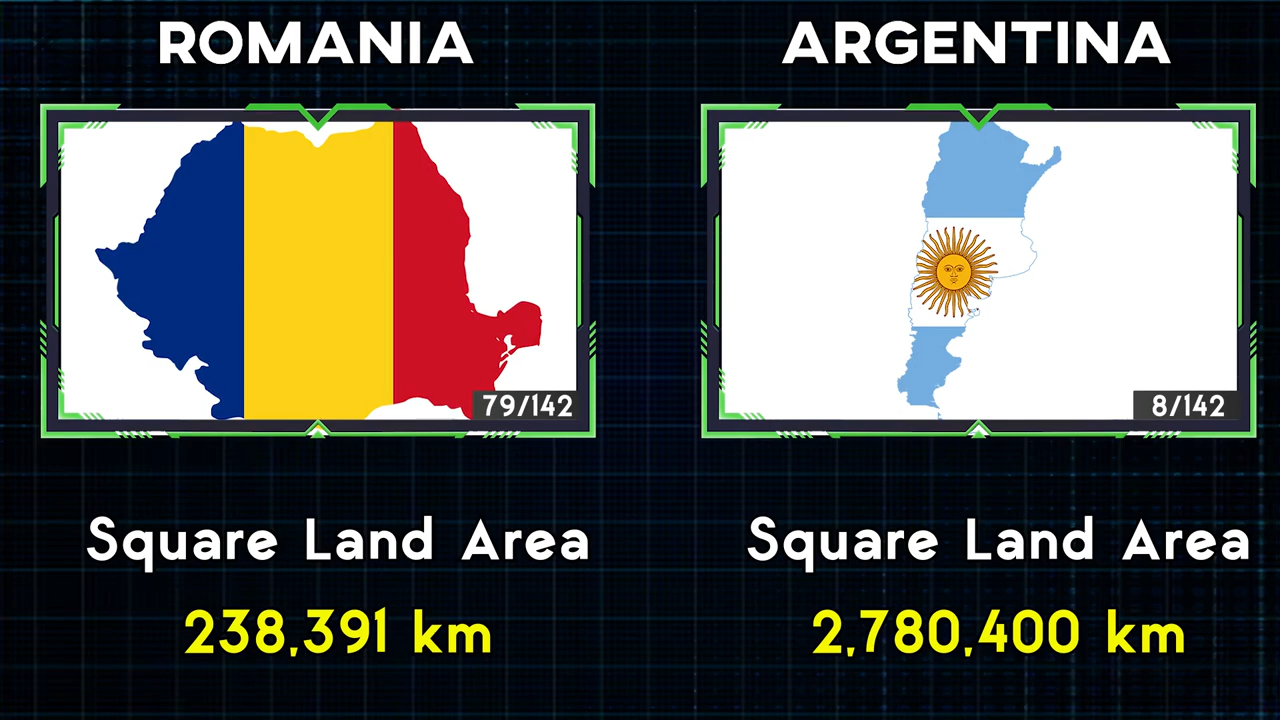 ROMANIA
ARGENTINA
79/142
8/142
Square Land Area
Square Land Area
238,391 km
2,780,400 km